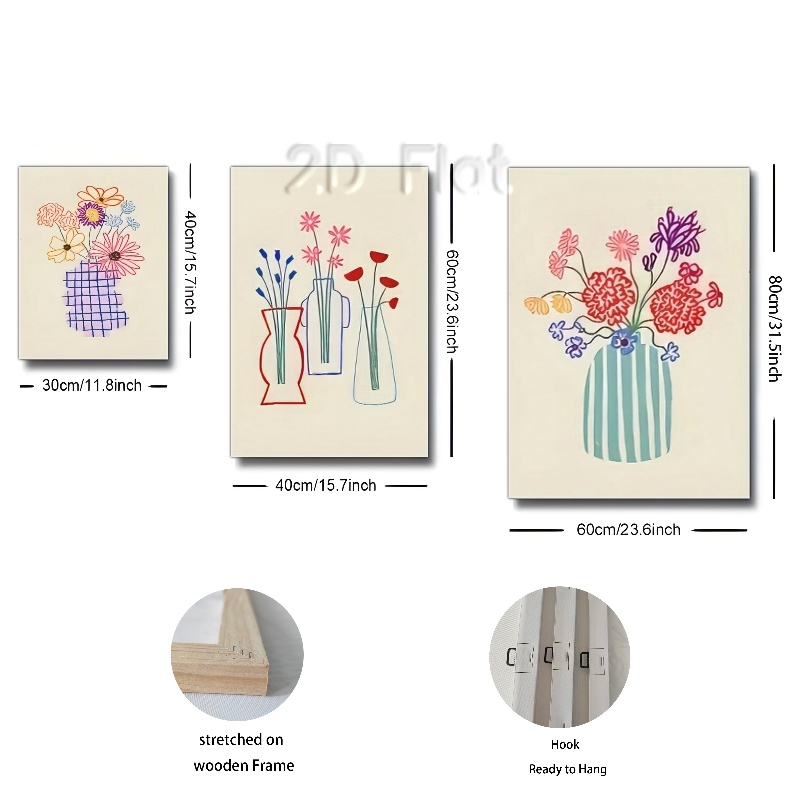 2D Flat
40cm/15.7inch
30cm/11.8inch
60cm/23.6inch
40cm/15.7inch
80cm/31.5inch
60cm/23.6inch
stretched on
wooden Frame
Hook
Ready to Hang